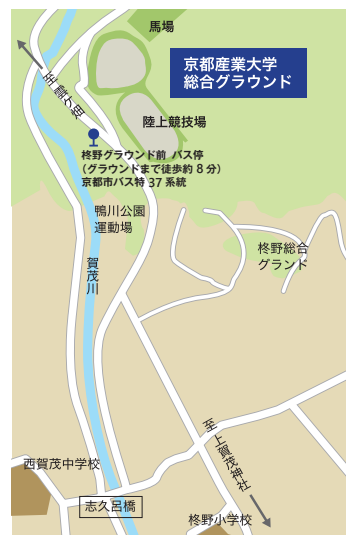 馬場
京都産業大学
総合グラウンド
至雲ケ畑
陸上競技場
柊野グラウンド前 バス停
(グラウンドまで徒歩約8分)
京都市バス特37系統
鴨川公園
運動場
柊野総合
グランド
賀茂川
至上賀茂神社
西賀茂中学校
志久呂橋
柊野小学校